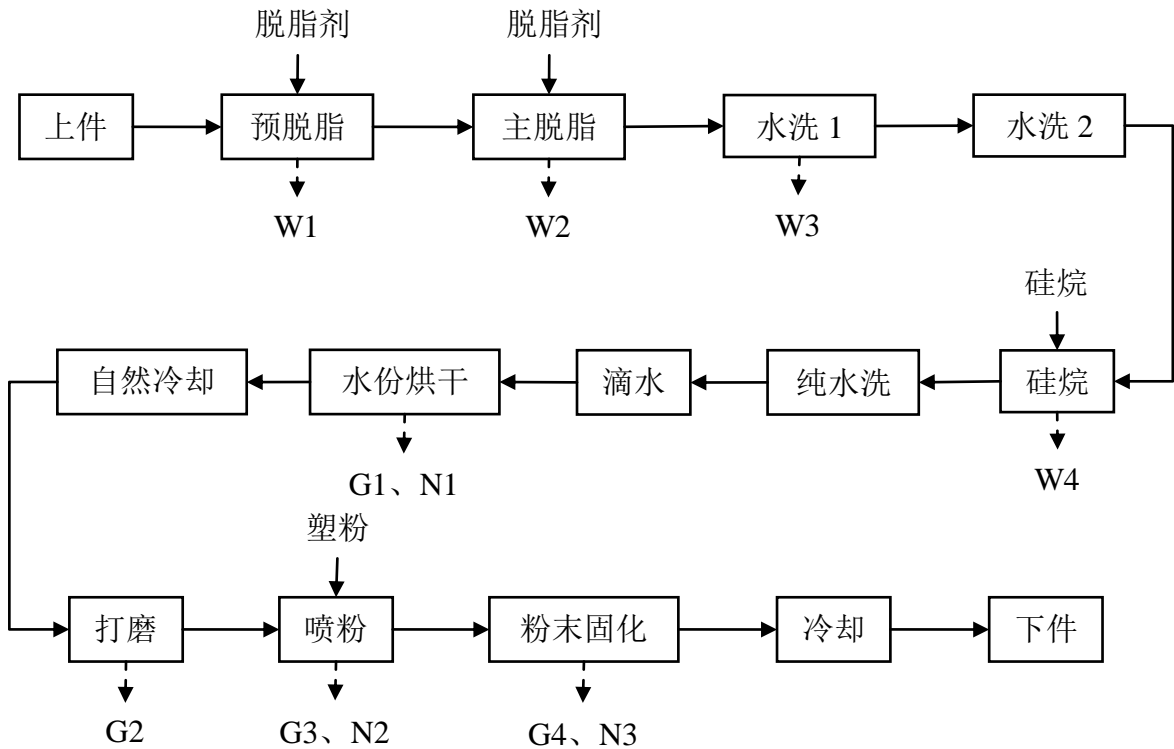 脱脂剂 脱脂剂
上件 预脱脂 主脱脂 水洗 1 水洗 2
W1 W2 W3
硅烷
自然冷却 水份烘干 滴水 纯水洗 硅烷
G1、N1 W4
塑粉
打磨 喷粉 粉末固化 冷却 下件
G2 G3、N2 G4、N3